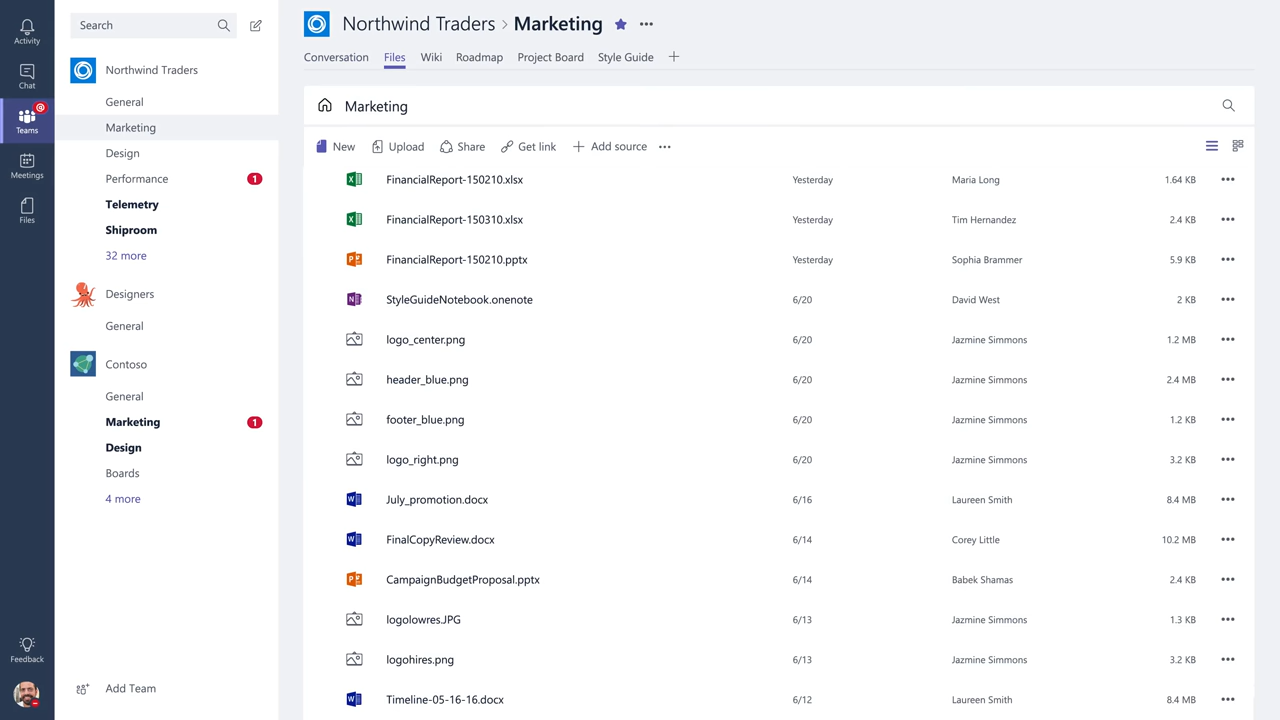 Activity
Chat
@
Teams
Meetings
Files
Feedback
Search
Northwind Traders
General
Marketing
Design
Performance 1
Telemetry
Shiproom
32 more
Designers
General
Contoso
General
Marketing 1
Design
Boards
4 more
Add Team
Northwind Traders > Marketing
Conversation Files Wiki Roadmap Project Board Style Guide
Marketing
New Upload Share Get link Add source
FinancialReport-150210.xlsx Yesterday Maria Long 1.64 KB
FinancialReport-150310.xlsx Yesterday Tim Hernandez 2.4 KB
FinancialReport-150210.pptx Yesterday Sophia Brammer 5.9 KB
StyleGuideNotebook.onenote 6/20 David West 2 KB
logo_center.png 6/20 Jazmine Simmons 1.2 MB
header_blue.png 6/20 Jazmine Simmons 2.4 MB
footer_blue.png 6/20 Jazmine Simmons 1.2 KB
logo_right.png 6/20 Jazmine Simmons 3.2 KB
July_promotion.docx 6/16 Laureen Smith 8.4 MB
FinalCopyReview.docx 6/14 Corey Little 10.2 MB
CampaignBudgetProposal.pptx 6/14 Babek Shamas 2.4 KB
logolowres.JPG 6/13 Jazmine Simmons 1.3 KB
logohires.png 6/13 Jazmine Simmons 3.2 KB
Timeline-05-16-16.docx 6/12 Laureen Smith 8.4 MB